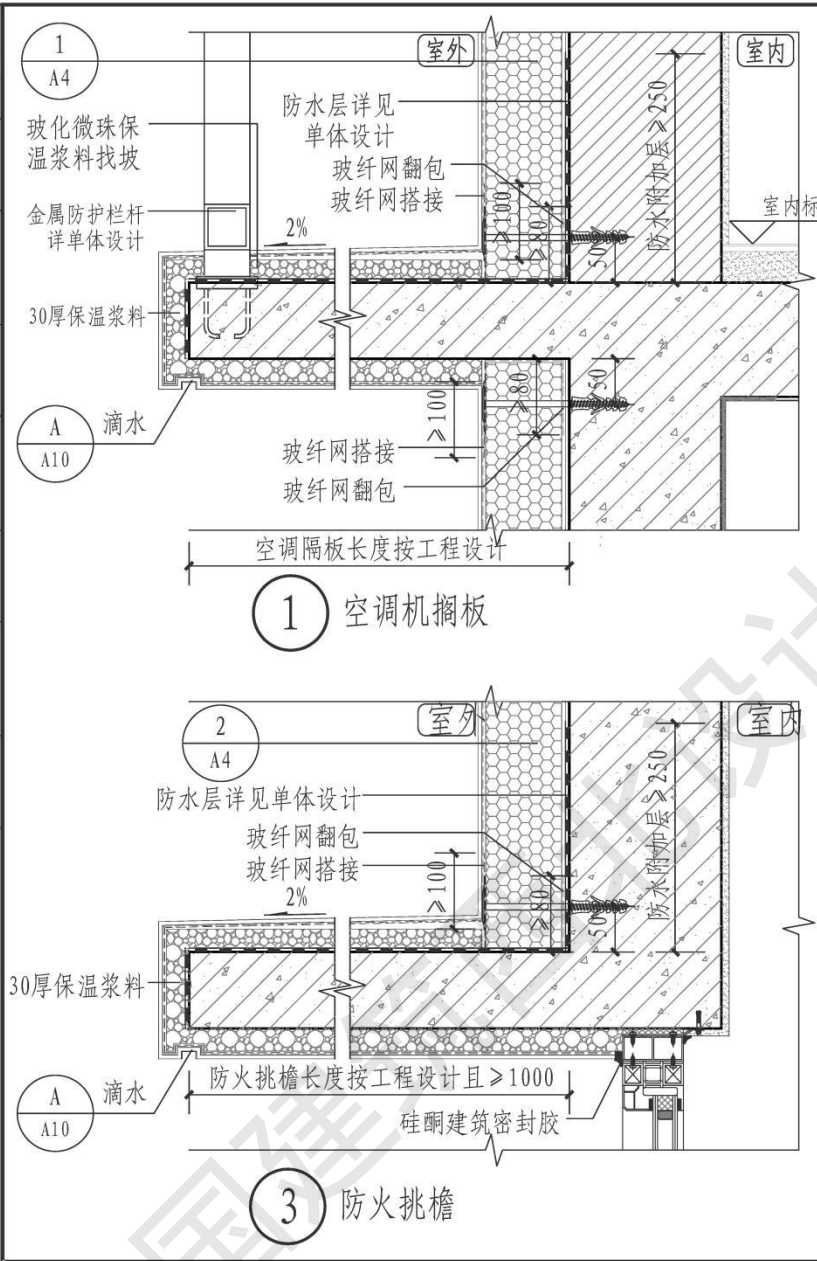 1
A4
室外
室内
玻化微珠保
温浆料找坡
防水层详见
单体设计
玻纤网翻包
玻纤网搭接
金属防护栏杆
详单体设计
2%
≥100
≥80
50
防水附加层≥250
室内标
30厚保温浆料
A
A10
滴水
≥100
≥80
≥50
玻纤网搭接
玻纤网翻包
空调隔板长度按工程设计
1 空调机搁板
2
A4
室外
室内
防水层详见单体设计
玻纤网翻包
玻纤网搭接
2%
≥100
≥80
50
防水附加层≥250
30厚保温浆料
A
A10
滴水
防火挑檐长度按工程设计且≥1000
硅酮建筑密封胶
3 防火挑檐
国建筑
设计